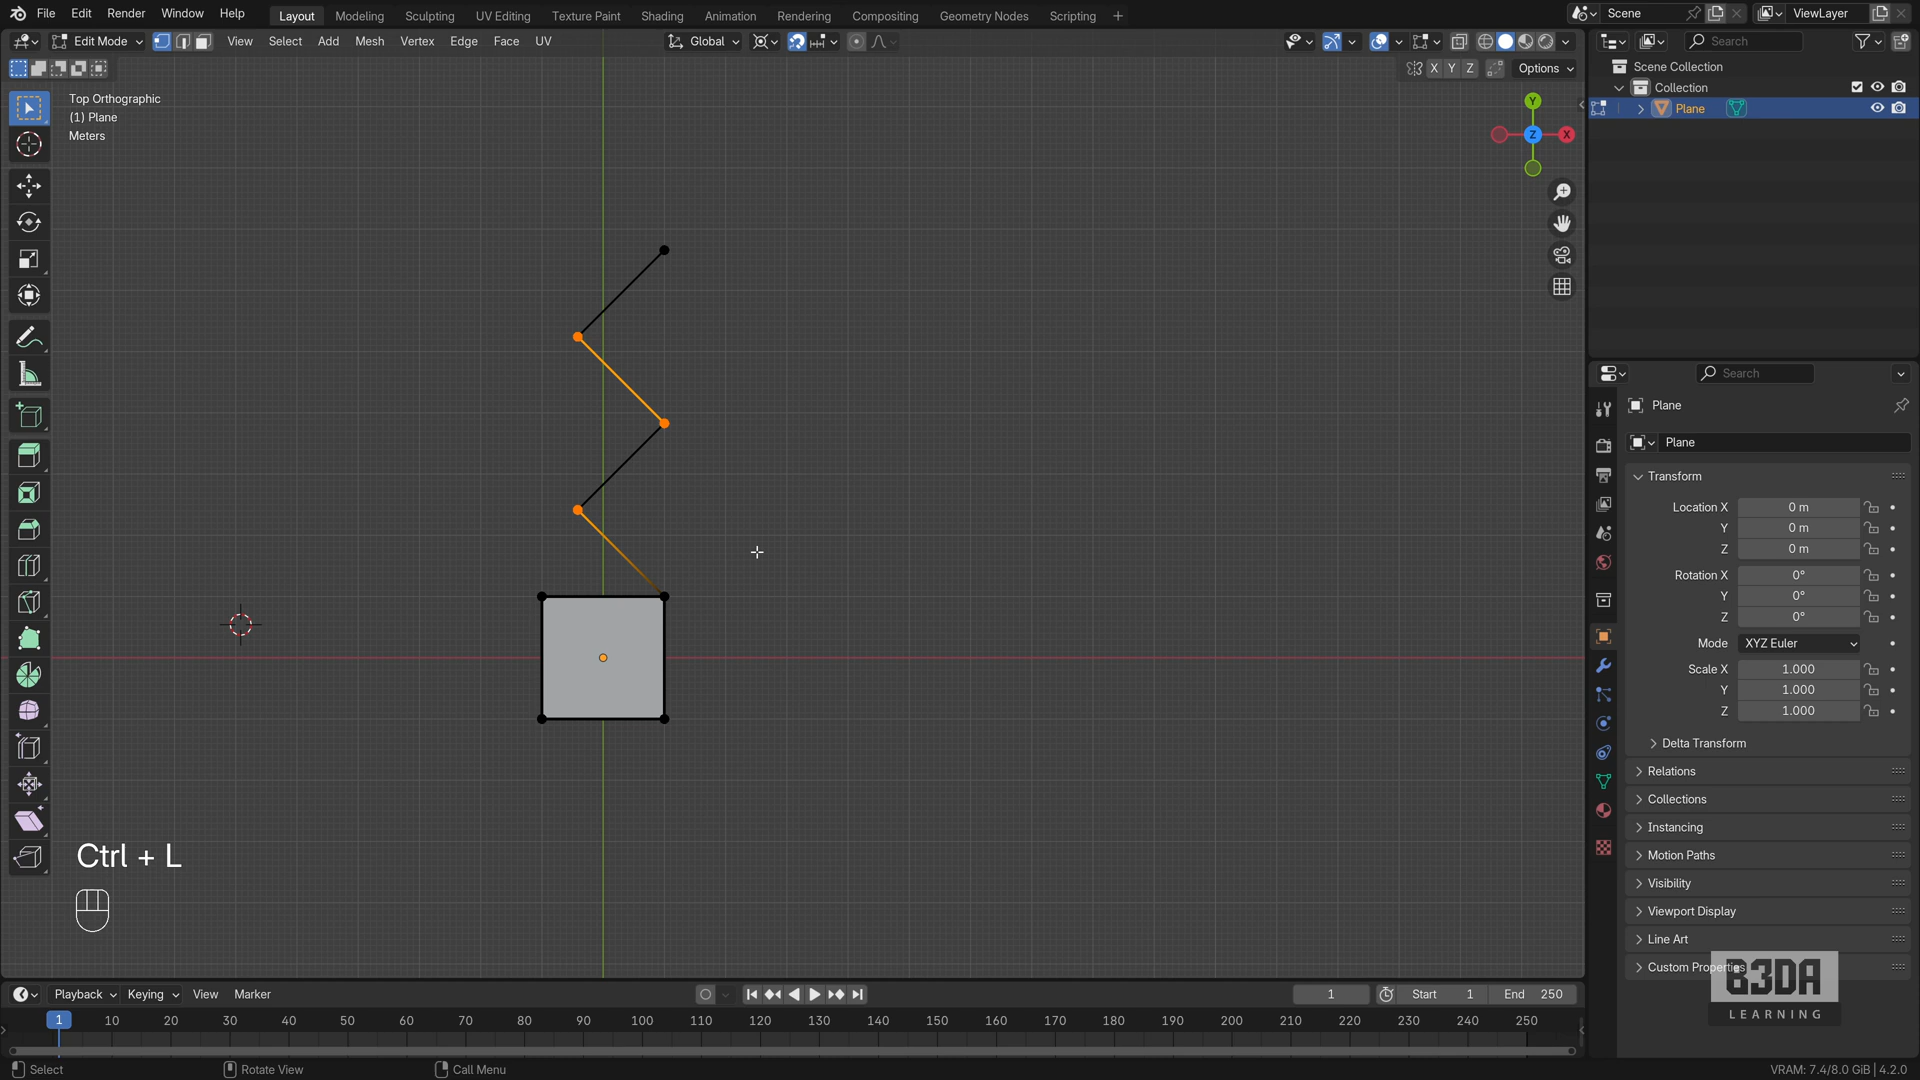 File Edit Render Window Help Layout Modeling Sculpting UV Editing Texture Paint Shading Animation Rendering Compositing Geometry Nodes Scripting + Scene ViewLayer
Edit Mode View Select Add Mesh Vertex Edge Face UV Global Search
X Y Z Options
Scene Collection
Collection
Plane
Top Orthographic
(1) Plane
Meters
Y
Z
X
Search
Plane
Plane
Transform
Location X 0 m
Y 0 m
Z 0 m
Rotation X 0°
Y 0°
Z 0°
Mode XYZ Euler
Scale X 1.000
Y 1.000
Z 1.000
Delta Transform
Relations
Collections
Instancing
Motion Paths
Visibility
Viewport Display
Line Art
Custom Properties
B3DA
LEARNING
Ctrl + L
Playback Keying View Marker 1 Start 1 End 250
1 10 20 30 40 50 60 70 80 90 100 110 120 130 140 150 160 170 180 190 200 210 220 230 240 250
Select Rotate View Call Menu VRAM: 7.4/8.0 GiB | 4.2.0